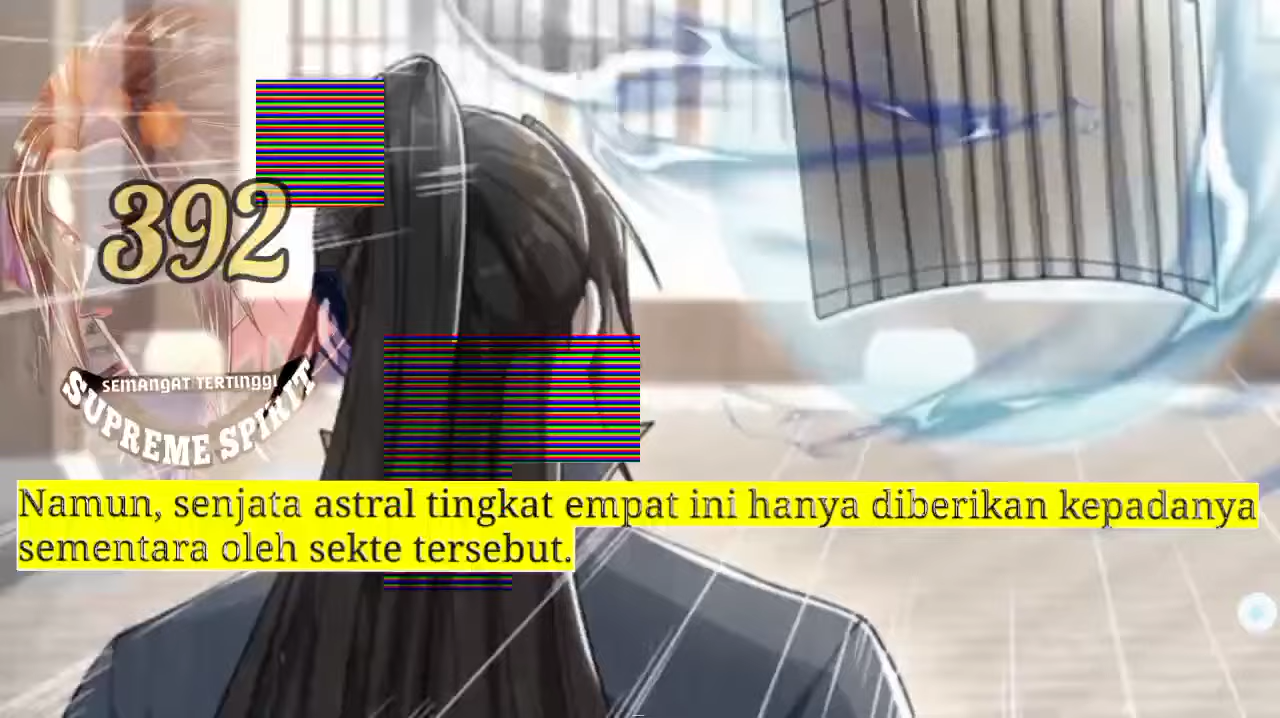 392
SEMANGAT TERTINGGI
SUPREME SPIRIT
Namun, senjata astral tingkat empat ini hanya diberikan kepadanya
sementara oleh sekte tersebut.